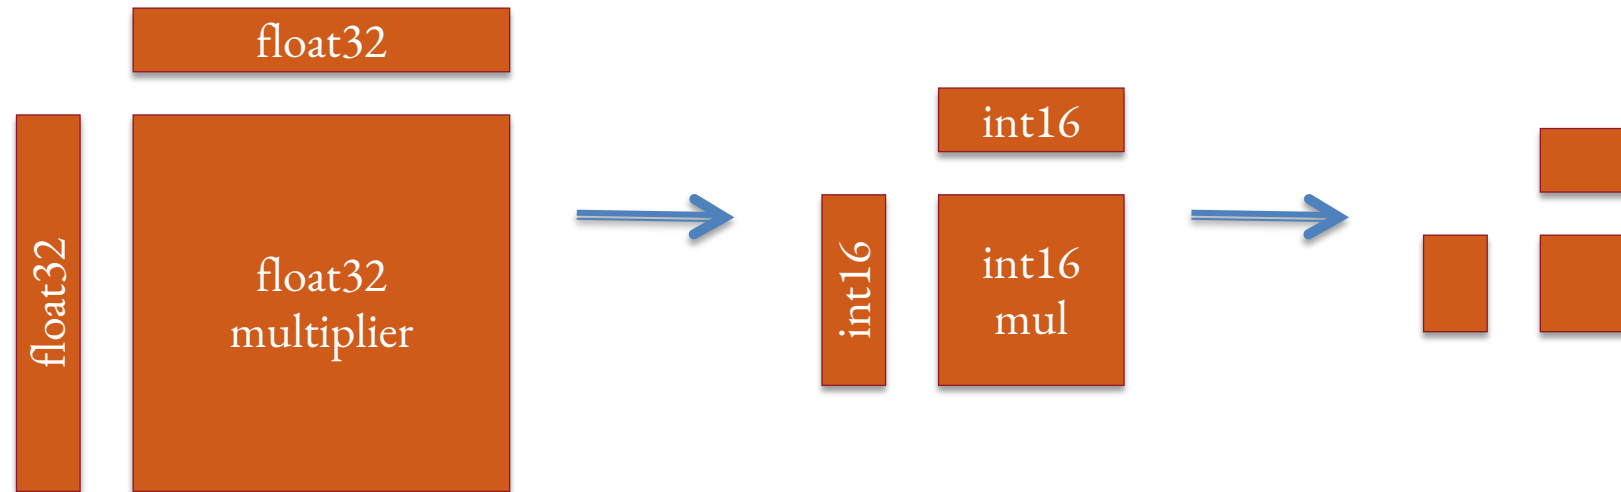 float32
float32
float32
multiplier
int16
int16
int16
mul